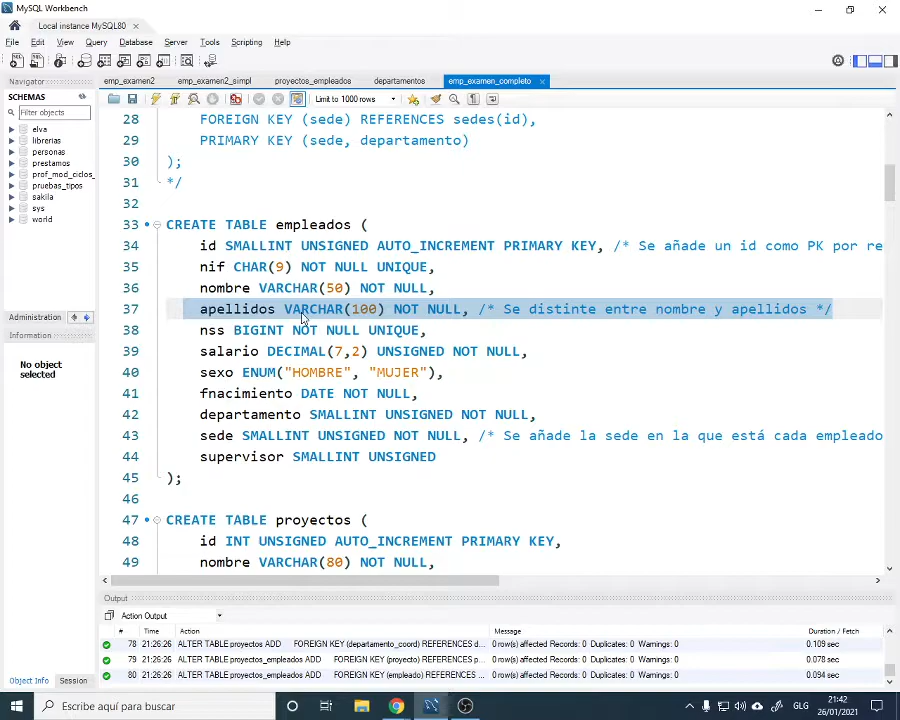 MySQL Workbench
Local instance MySQL80
File Edit View Query Database Server Tools Scripting Help
Navigator
emp_examen2 emp_examen2_simpl proyectos_empleados departamentos emp_examen_completo
SCHEMAS
Limit to 1000 rows
Filter objects
elva
librerias
personas
prestamos
prof_mod_ciclos_
pruebas_tipos
sakila
sys
world
Administration
Information
No object
selected
28 FOREIGN KEY (sede) REFERENCES sedes(id),
29 PRIMARY KEY (sede, departamento)
30 );
31 */
32
33 CREATE TABLE empleados (
34 id SMALLINT UNSIGNED AUTO_INCREMENT PRIMARY KEY, /* Se añade un id como PK por re
35 nif CHAR(9) NOT NULL UNIQUE,
36 nombre VARCHAR(50) NOT NULL,
37 apellidos VARCHAR(100) NOT NULL, /* Se distinte entre nombre y apellidos */
38 nss BIGINT NOT NULL UNIQUE,
39 salario DECIMAL(7,2) UNSIGNED NOT NULL,
40 sexo ENUM("HOMBRE", "MUJER"),
41 fnacimiento DATE NOT NULL,
42 departamento SMALLINT UNSIGNED NOT NULL,
43 sede SMALLINT UNSIGNED NOT NULL, /* Se añade la sede en la que está cada empleado
44 supervisor SMALLINT UNSIGNED
45 );
46
47 CREATE TABLE proyectos (
48 id INT UNSIGNED AUTO_INCREMENT PRIMARY KEY,
49 nombre VARCHAR(80) NOT NULL,
Output
Action Output
# Time Action Message Duration / Fetch
78 21:26:26 ALTER TABLE proyectos ADD FOREIGN KEY (departamento_coord) REFERENCES d... 0 row(s) affected Records: 0 Duplicates: 0 Warnings: 0 0.109 sec
79 21:26:26 ALTER TABLE proyectos_empleados ADD FOREIGN KEY (proyecto) REFERENCES p... 0 row(s) affected Records: 0 Duplicates: 0 Warnings: 0 0.078 sec
80 21:26:26 ALTER TABLE proyectos_empleados ADD FOREIGN KEY (empleado) REFERENCES e... 0 row(s) affected Records: 0 Duplicates: 0 Warnings: 0 0.094 sec
Object Info Session
Escribe aquí para buscar
GLG
21:42
26/01/2021